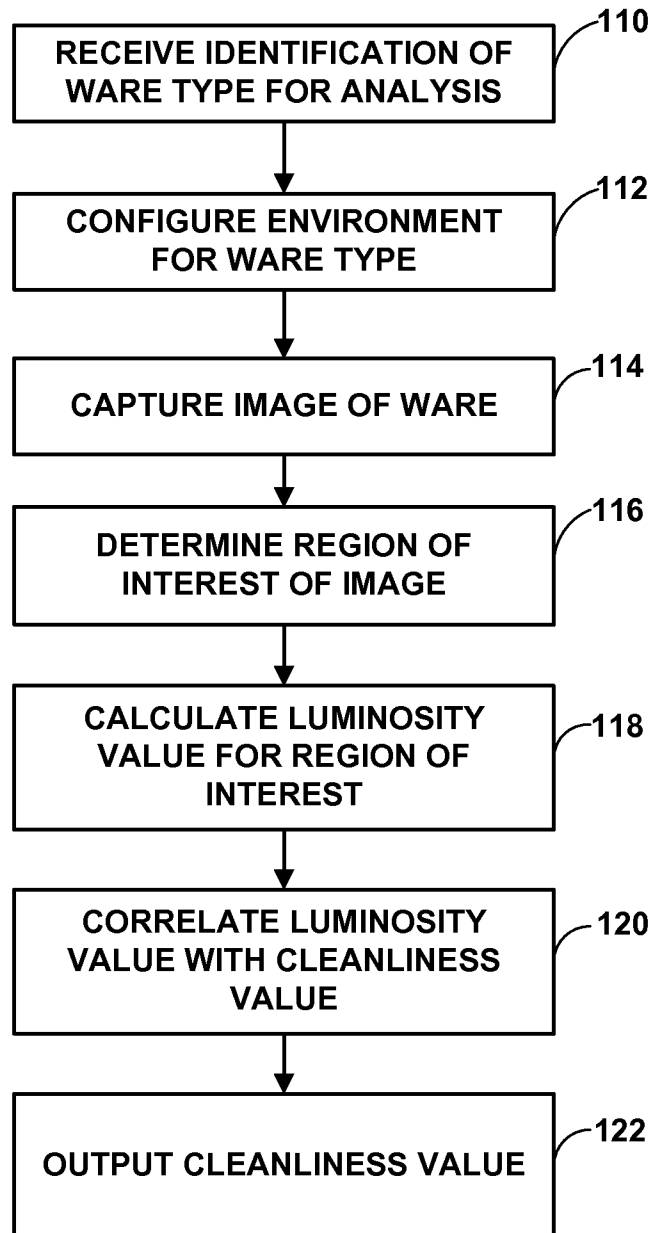 110
RECEIVE IDENTIFICATION OF
WARE TYPE FOR ANALYSIS
112
CONFIGURE ENVIRONMENT
FOR WARE TYPE
114
CAPTURE IMAGE OF WARE
116
DETERMINE REGION OF
INTEREST OF IMAGE
118
CALCULATE LUMINOSITY
VALUE FOR REGION OF
INTEREST
120
CORRELATE LUMINOSITY
VALUE WITH CLEANLINESS
VALUE
122
OUTPUT CLEANLINESS VALUE